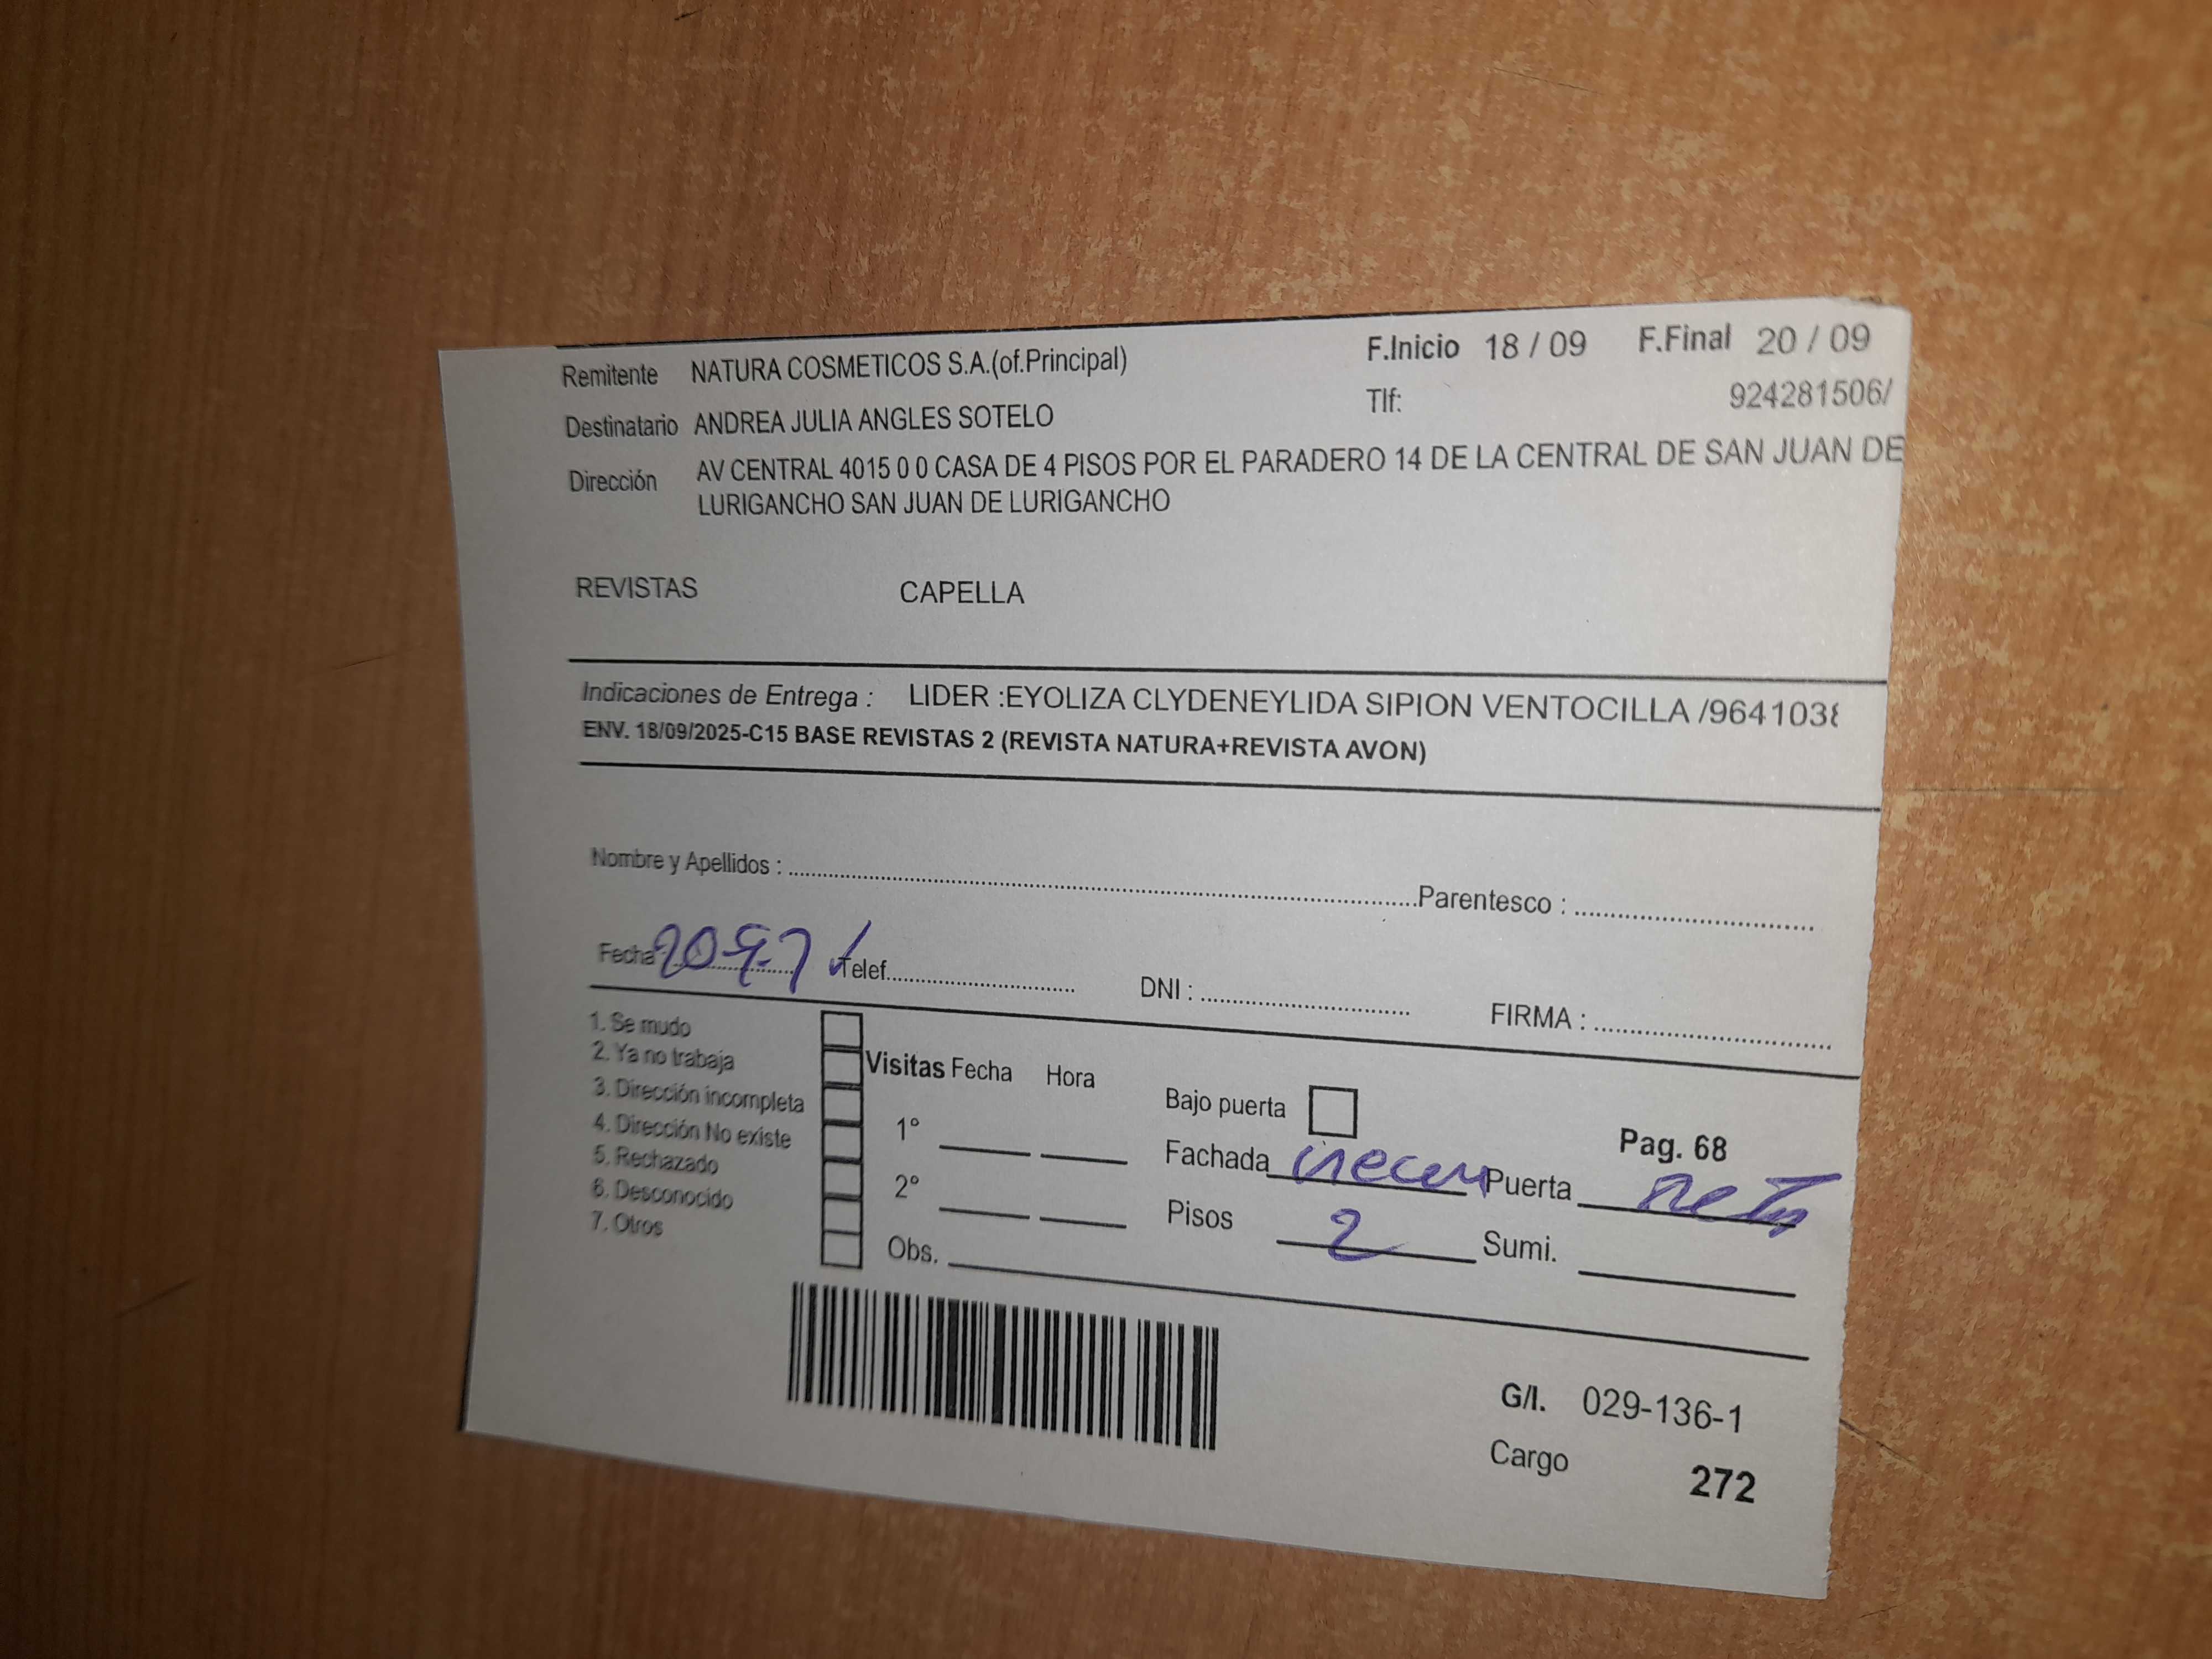 Remitente NATURA COSMETICOS S.A.(of.Principal) F.Inicio 18 / 09 F.Final 20 / 09
Destinatario ANDREA JULIA ANGLES SOTELO Tlf: 924281506/
Dirección AV CENTRAL 4015 0 0 CASA DE 4 PISOS POR EL PARADERO 14 DE LA CENTRAL DE SAN JUAN DE
LURIGANCHO SAN JUAN DE LURIGANCHO
REVISTAS CAPELLA
Indicaciones de Entrega : LIDER :EYOLIZA CLYDENEYLIDA SIPION VENTOCILLA /964103
ENV. 18/09/2025-C15 BASE REVISTAS 2 (REVISTA NATURA+REVISTA AVON)
Nombre y Apellidos : Parentesco :
Fecha Telef. DNI : FIRMA :
1. Se mudo
2. Ya no trabaja
3. Dirección incompleta
4. Dirección No existe
5. Rechazado
6. Desconocido
7. Otros
Visitas Fecha Hora
1°
2°
Obs.
Bajo puerta
Pag. 68
Fachada Puerta
Pisos 2 Sumi.
G/I. 029-136-1
Cargo 272